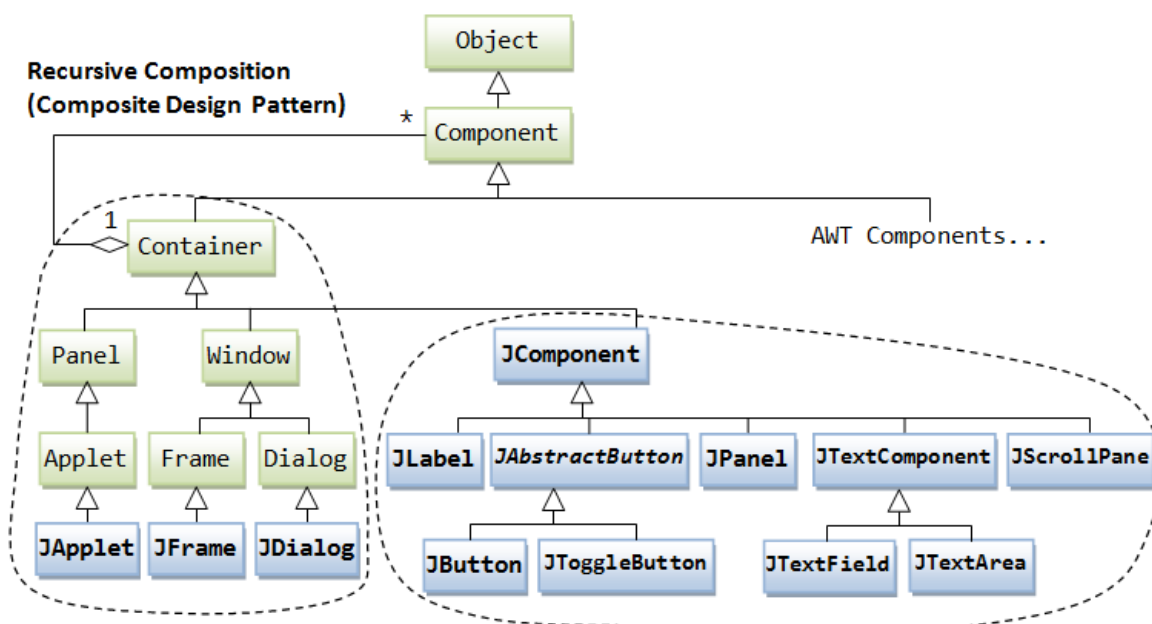 Object
Recursive Composition
(Composite Design Pattern)
*
Component
1
Container
AWT Components...
Panel
Window
JComponent
Applet
Frame
Dialog
JLabel
JAbstractButton
JPanel
JTextComponent
JScrollPane
JApplet
JFrame
JDialog
JButton
JToggleButton
JTextField
JTextArea